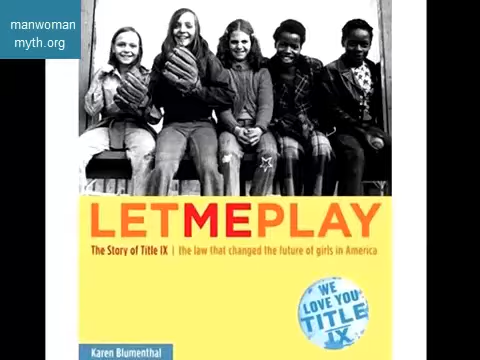 manwoman
myth.org
LETMEPLAY
The Story of Title IX | the law that changed the future of girls in America
WE
LOVE YOU
TITLE
IX
Karen Blumenthal